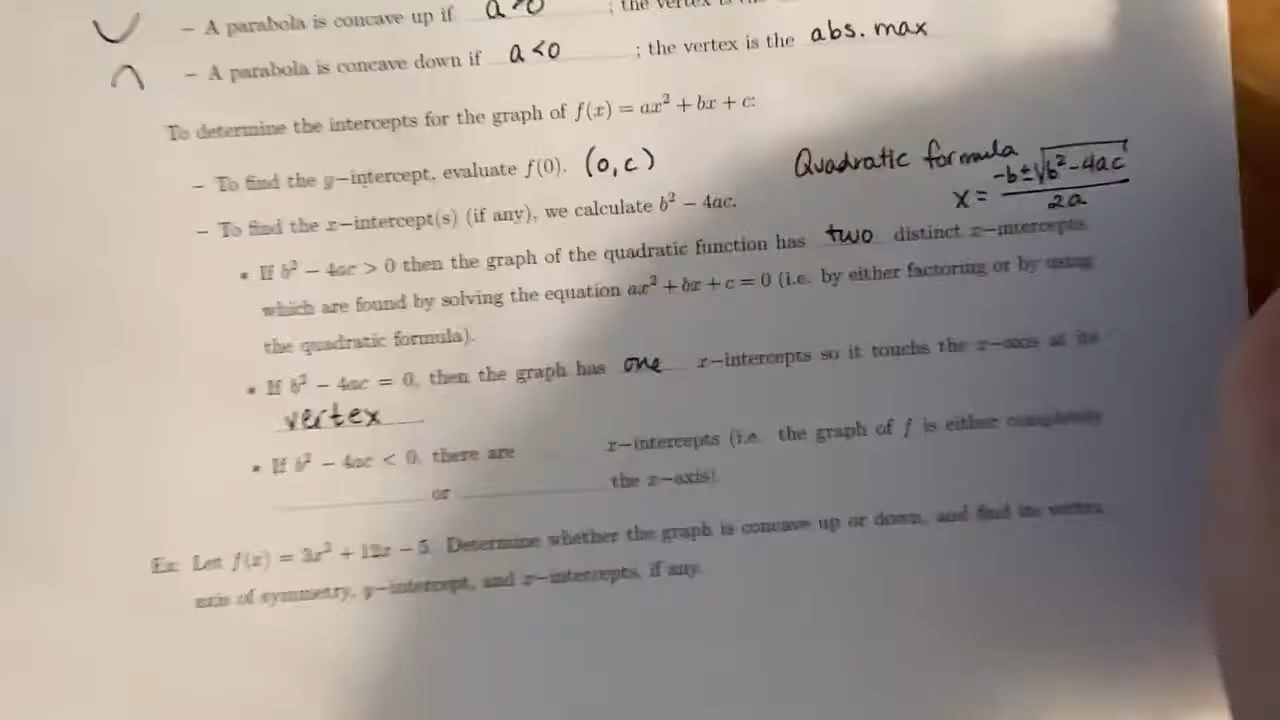 – A parabola is concave up if a>0 ; the vertex is the
– A parabola is concave down if a<0 ; the vertex is the abs. max
To determine the intercepts for the graph of f(x) = ax² + bx + c:
– To find the y–intercept, evaluate f(0). (0,c)
Quadratic formula
x = -b±√b²-4ac / 2a
– To find the x–intercept(s) (if any), we calculate b² – 4ac.
* If b² – 4ac > 0 then the graph of the quadratic function has two distinct x–intercepts
which are found by solving the equation ax² + bx + c = 0 (i.e. by either factoring or by using
the quadratic formula).
* If b² – 4ac = 0, then the graph has one x–intercepts so it touchs the x–axis at its
vertex
* If b² – 4ac < 0, there are x–intercepts (i.e. the graph of f is either completely
or the x–axis).
Ex: Let f(x) = 3x² + 12x – 5. Determine whether the graph is concave up or down, and find its vertex
axis of symmetry, y–intercept, and x–intercepts, if any.